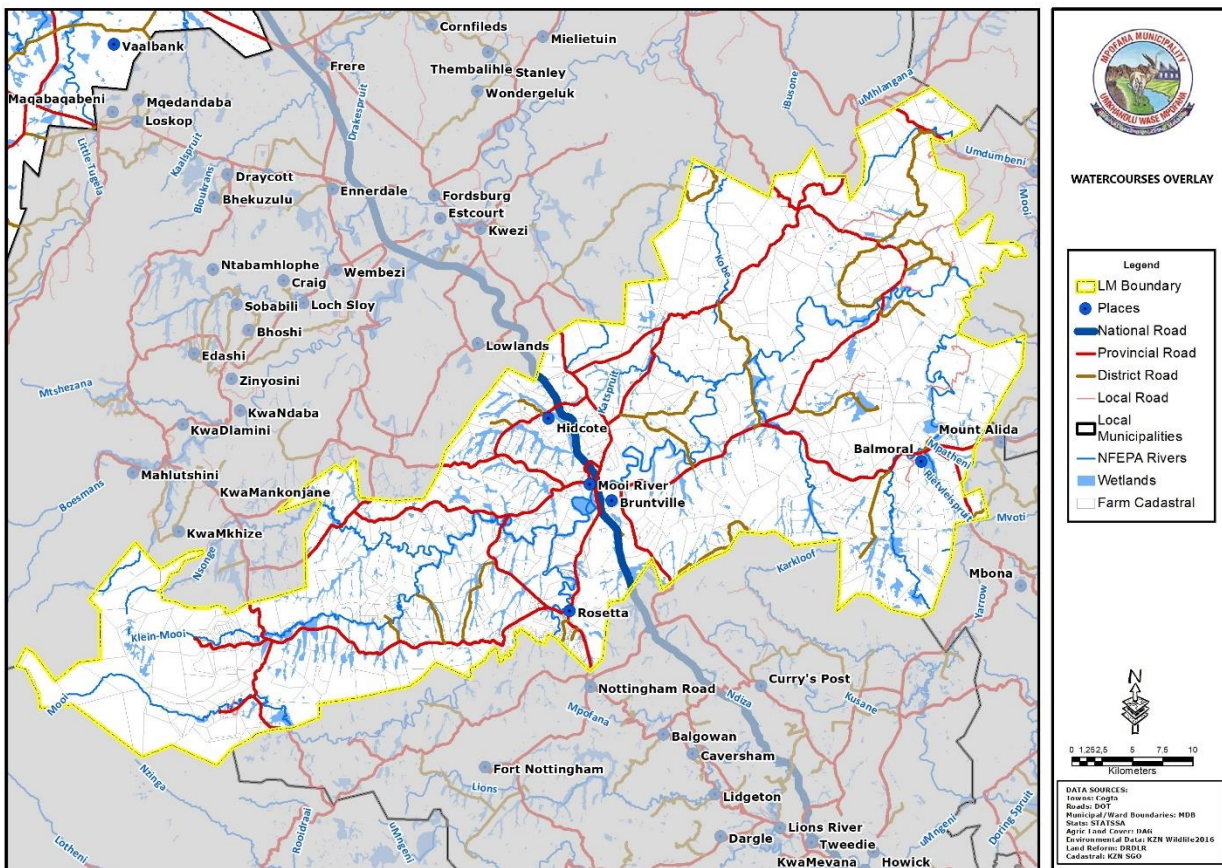 Cornfileds
Mielietuin
Vaalbank
Frere
Thembalihle
Stanley
Wondergeluk
iBusone
uMhlangana
Maqabaqabeni
Mqedandaba
Loskop
Drakespruit
Kaalspruit
Little Tugela
Bloukrans
Umdumbeni
Mooi
Draycott
Ennerdale
Bhekuzulu
Fordsburg
Estcourt
Kwezi
Kobe
Ntabamhlophe
Wembezi
Craig
Sobabili
Loch Sloy
Bhoshi
Edashi
Lowlands
Zinyosini
Mtshezana
Katspruit
KwaNdaba
KwaDlamini
Hidcote
Mount Alida
Balmoral
Mpatheni
Mahlutshini
Boesmans
KwaMankonjane
Mooi River
Bruntville
Rietvleispruit
Mvoti
KwaMkhize
Nsonge
Karkloof
Mbona
Yarrow
Rosetta
Klein-Mooi
Mooi
Nottingham Road
Ndiza
Curry's Post
Kusane
Mpofana
Balgowan
Caversham
Nzinga
Fort Nottingham
Lions
Lidgeton
Rooidraai
uMngeni
Lotheni
Dargle
Lions River
Tweedie
KwaMevana
Howick
uMngeni
Doring Spruit
MPOFANA MUNICIPALITY
UMKHANDLU WASE MPOFANA
WATERCOURSES OVERLAY
Legend
LM Boundary
Places
National Road
Provincial Road
District Road
Local Road
Local
Municipalities
NFEPA Rivers
Wetlands
Farm Cadastral
N
0 1,252,5 5 7,5 10
Kilometers
DATA SOURCES:
Towns: Cogta
Roads: DOT
Municipal/Ward Boundaries: MDB
Stats: STATSSA
Agric Land Cover: DAG
Environmental Data: KZN Wildlife2016
Land Reform: DRDLR
Cadastral: KZN SGO